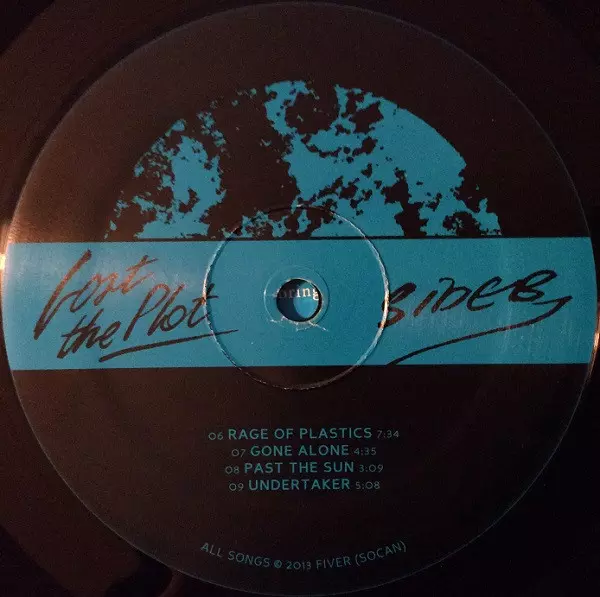 Lost
the Plot
SIDE B
oring
06 RAGE OF PLASTICS 7:34
07 GONE ALONE 4:35
08 PAST THE SUN 3:09
09 UNDERTAKER 5:08
ALL SONGS © 2013 FIVER (SOCAN)